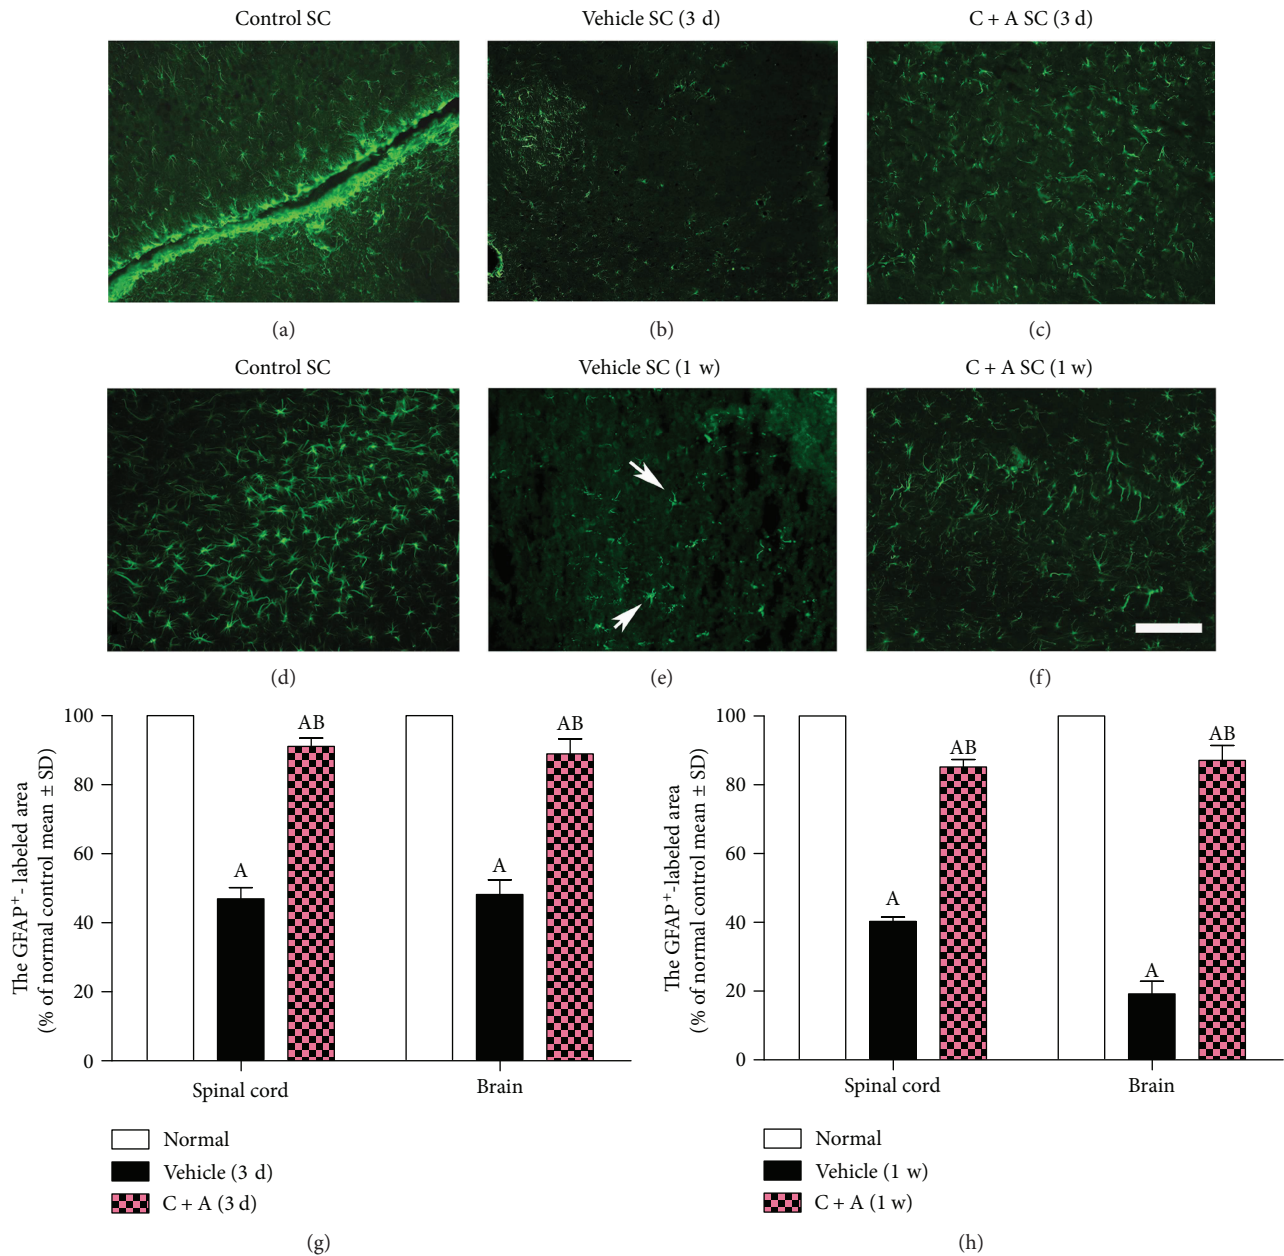 Control SC
Vehicle SC (3 d)
C + A SC (3 d)
(a)
(b)
(c)
Control SC
Vehicle SC (1 w)
C + A SC (1 w)
(d)
(e)
(f)
The GFAP⁺- labeled area
(% of normal control mean ± SD)
100
80
60
40
20
0
A
AB
A
AB
Spinal cord
Brain
Normal
Vehicle (3 d)
C + A (3 d)
(g)
The GFAP⁺-labeled area
(% of normal control mean ± SD)
100
80
60
40
20
0
A
AB
A
AB
Spinal cord
Brain
Normal
Vehicle (1 w)
C + A (1 w)
(h)